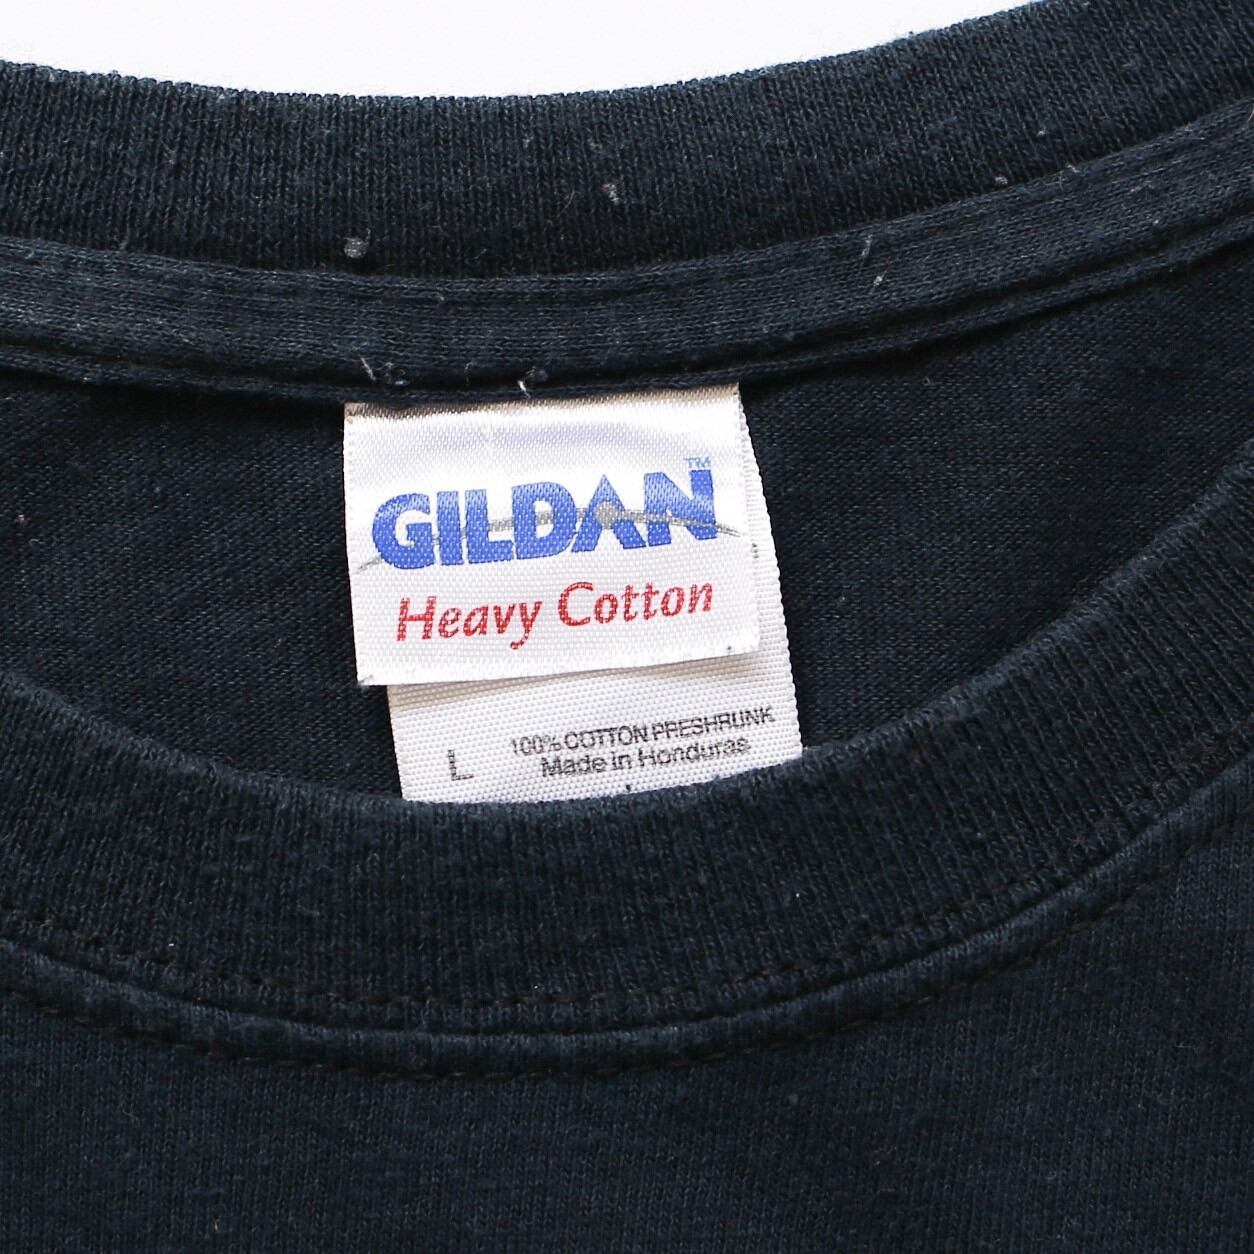 GILDAN™
Heavy Cotton
L
100% COTTON PRESHRUNK
Made in Honduras